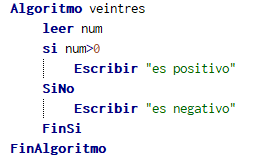 Algoritmo veintres
leer num
si num>0
Escribir "es positivo"
SiNo
Escribir "es negativo"
FinSi
FinAlgoritmo